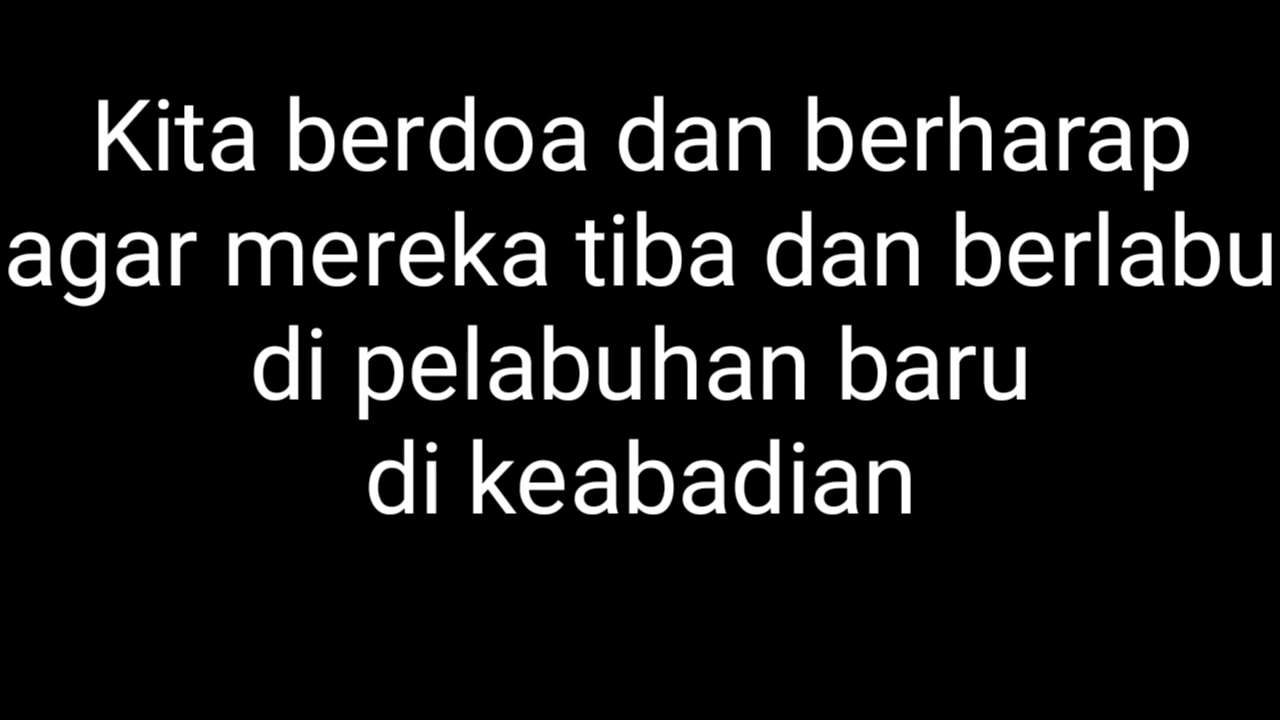 Kita berdoa dan berharap
agar mereka tiba dan berlabu
di pelabuhan baru
di keabadian